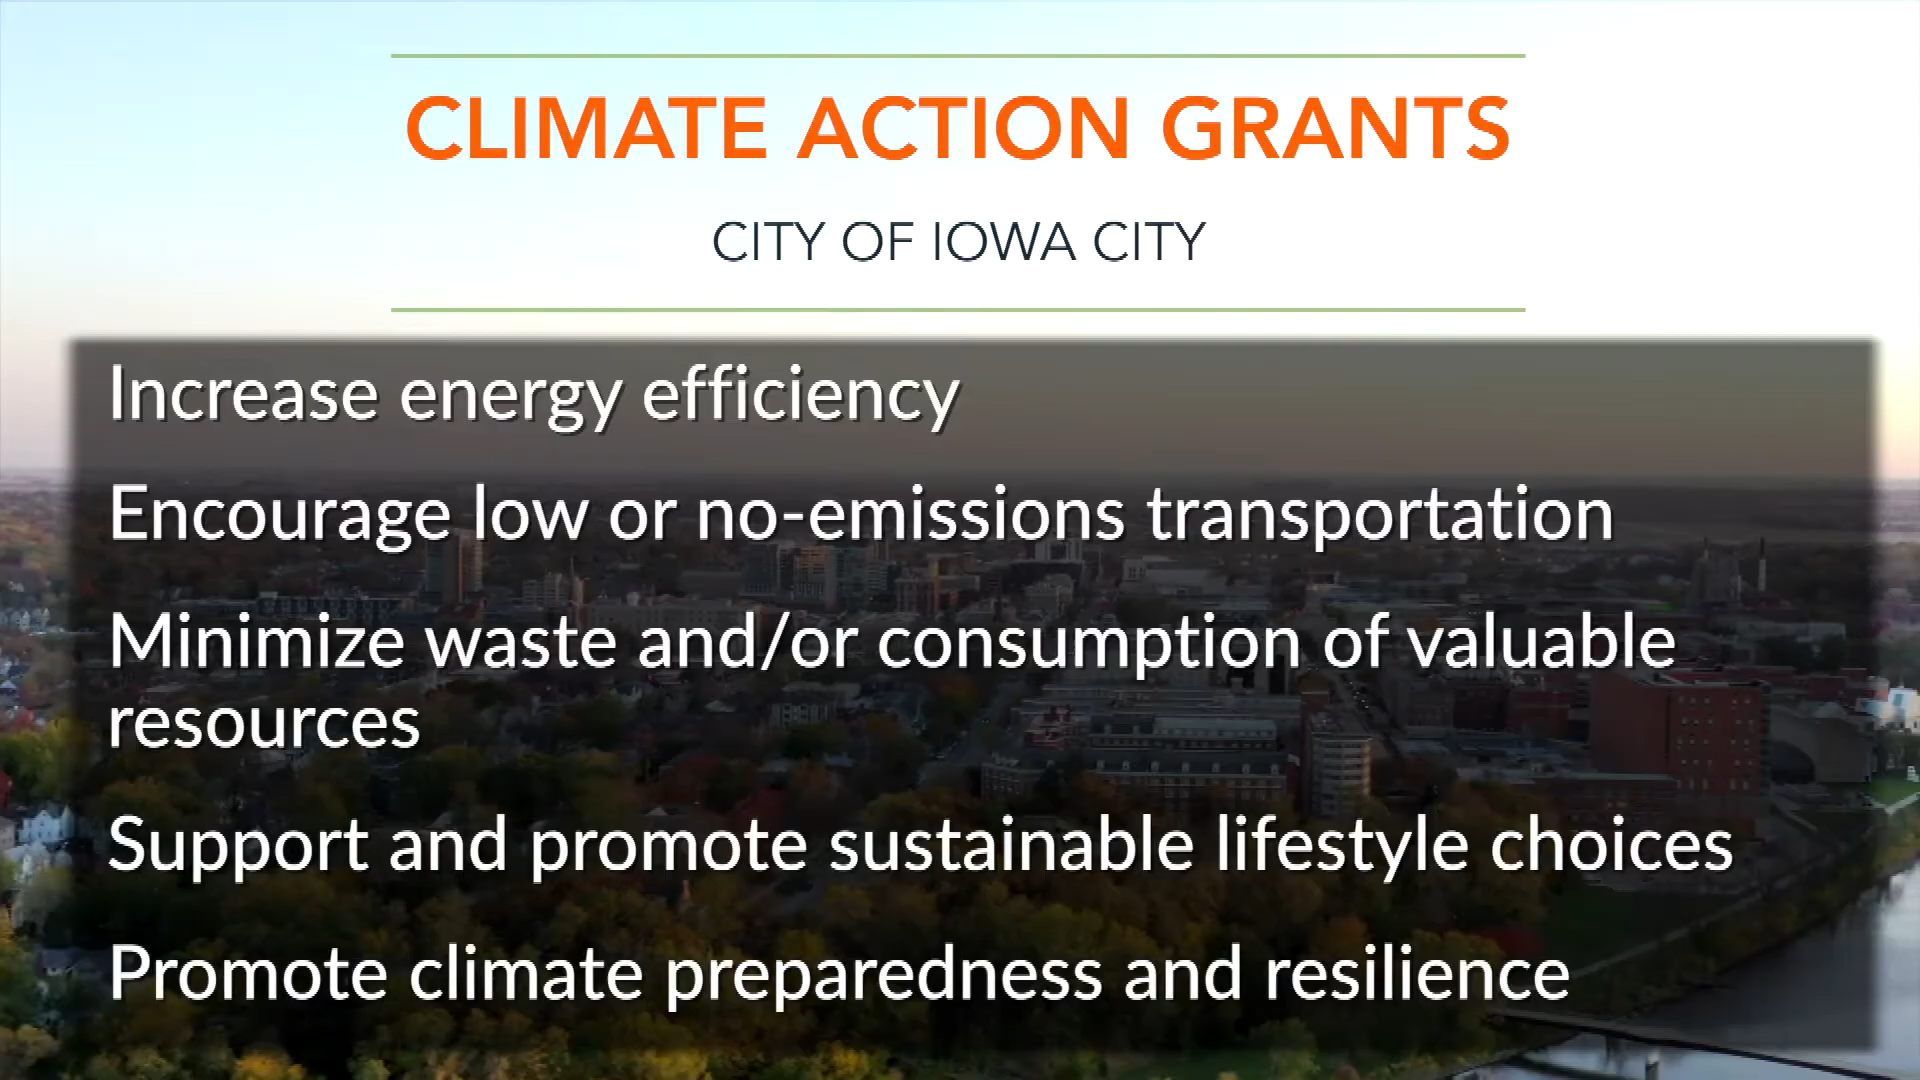 CLIMATE ACTION GRANTS
CITY OF IOWA CITY
Increase energy efficiency
Encourage low or no-emissions transportation
Minimize waste and/or consumption of valuable
resources
Support and promote sustainable lifestyle choices
Promote climate preparedness and resilience